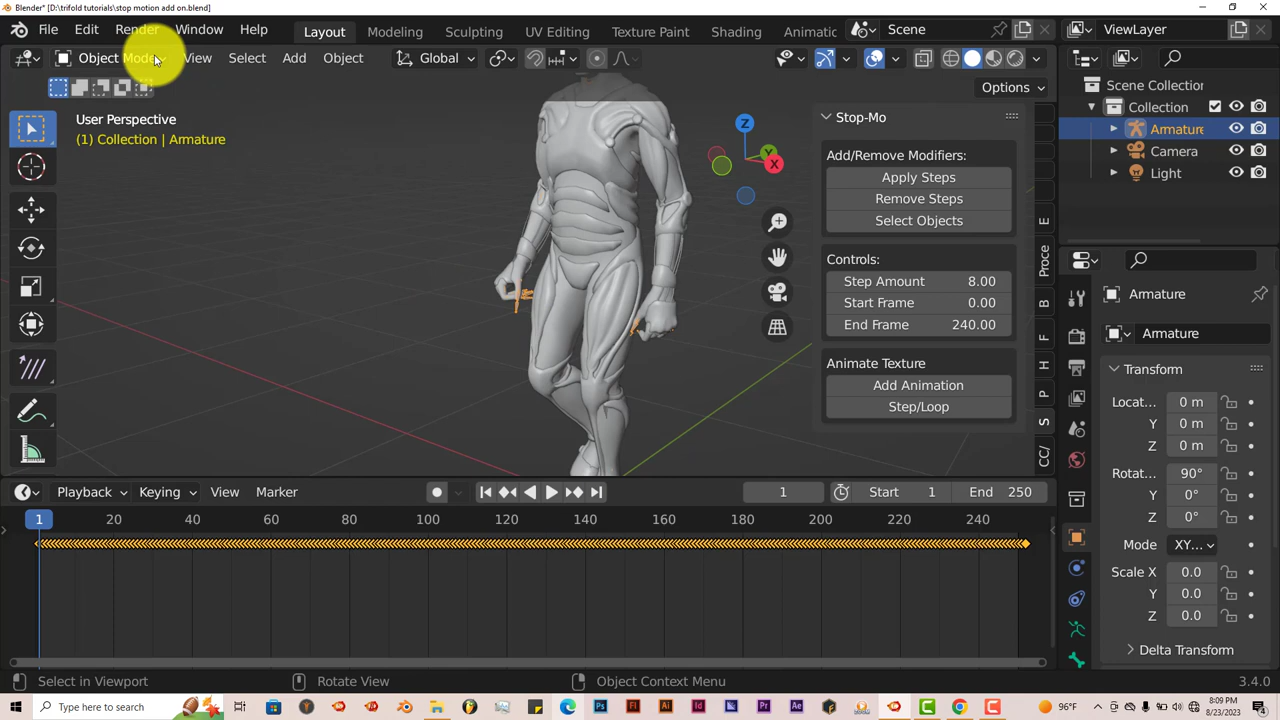 Blender* [D:\trifold tutorials\stop motion add on.blend]
File Edit Render Window Help Layout Modeling Sculpting UV Editing Texture Paint Shading Scene ViewLayer
Object Mode View Select Add Object Global
Options
User Perspective
(1) Collection | Armature
Stop-Mo
Add/Remove Modifiers:
Apply Steps
Remove Steps
Select Objects
Controls:
Step Amount 8.00
Start Frame 0.00
End Frame 240.00
Animate Texture
Add Animation
Step/Loop
Z
Y
X
E
Proce
B
F
H
P
S
CC/
Scene Collection
Collection
Armature
Camera
Light
Armature
Armature
Transform
Locat... 0 m
Y 0 m
Z 0 m
Rotat... 90°
Y 0°
Z 0°
Mode XY...
Scale X 0.0
Y 0.0
Z 0.0
Delta Transform
Playback Keying View Marker 1 Start 1 End 250
1 20 40 60 80 100 120 140 160 180 200 220 240
Select in Viewport Rotate View Object Context Menu 3.4.0
Type here to search
96°F
8:09 PM
8/23/2023